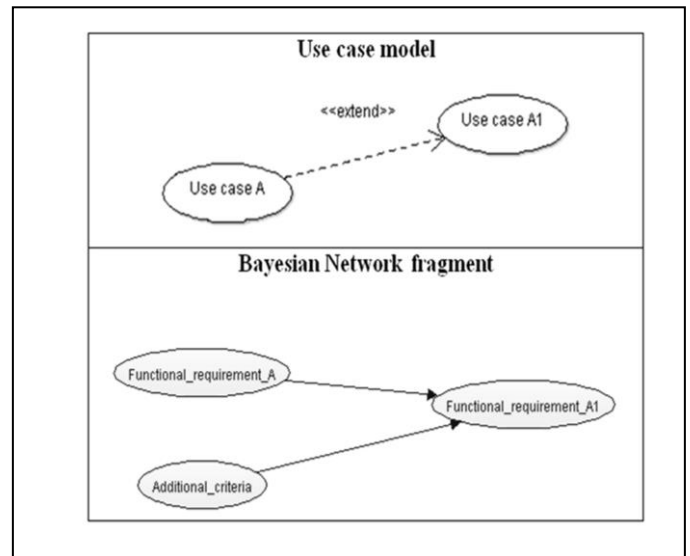 Use case model
<<extend>>
Use case A1
Use case A
Bayesian Network fragment
Functional_requirement_A
Functional_requirement_A1
Additional_criteria